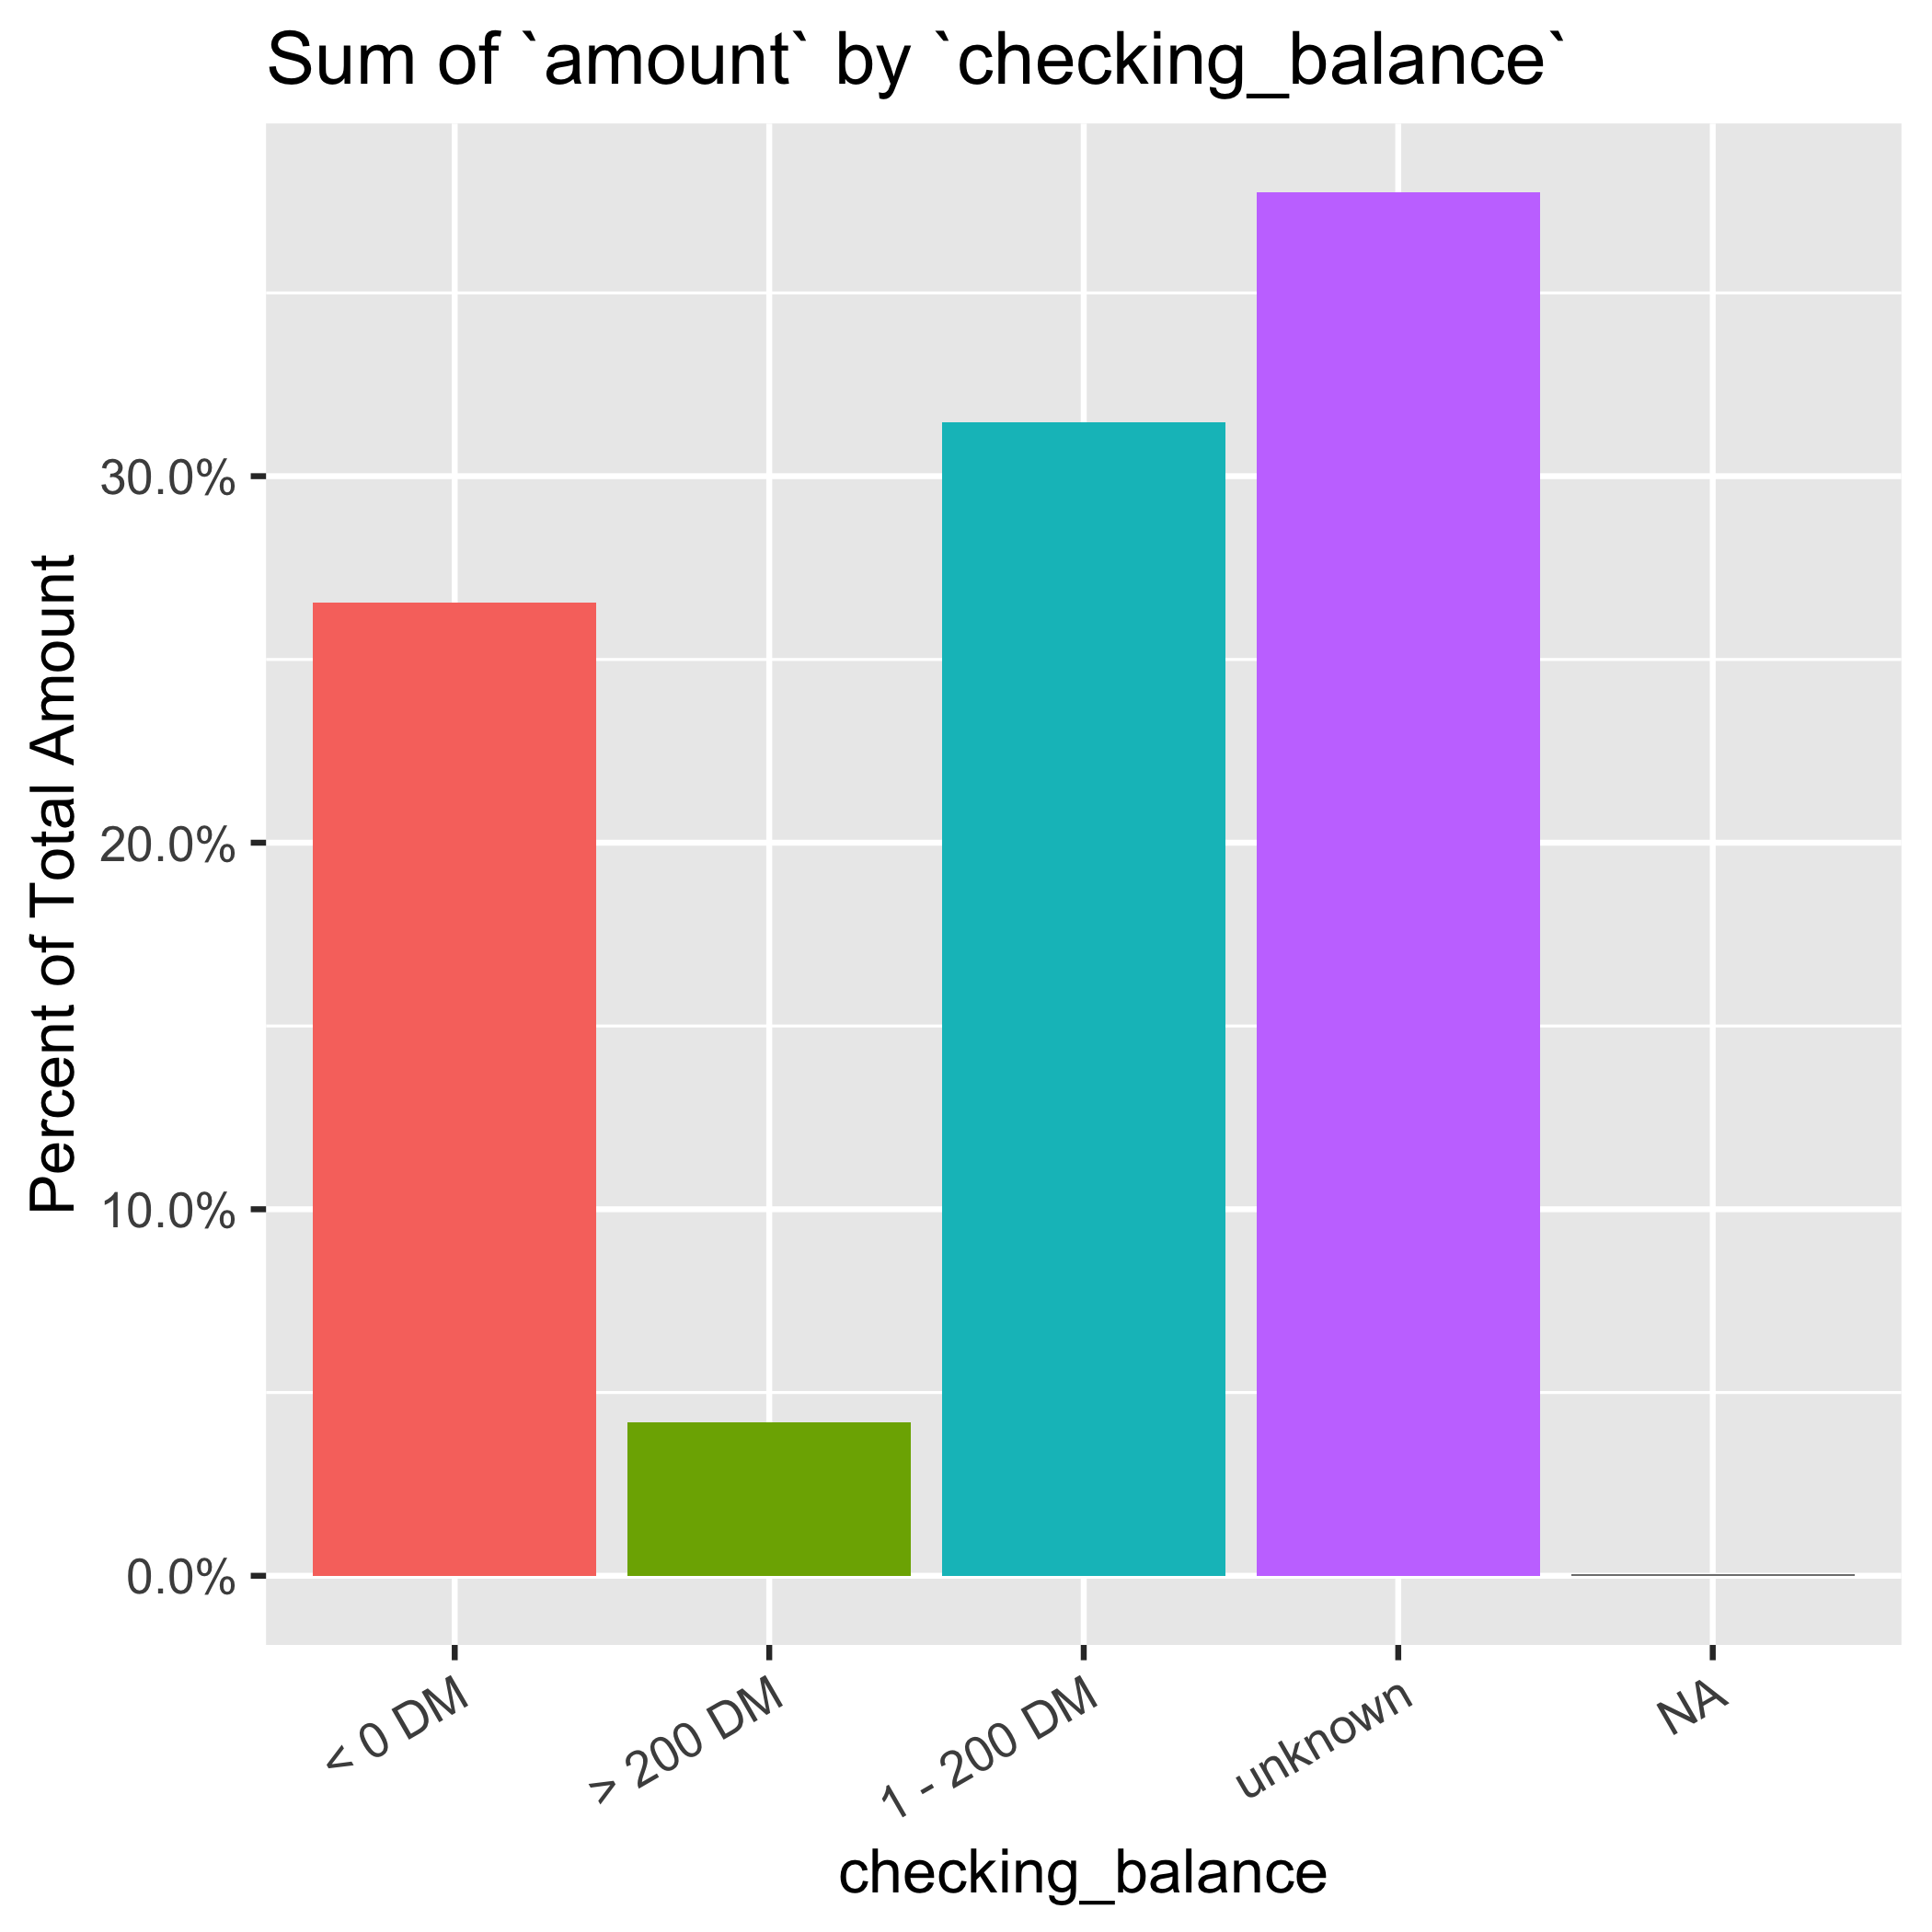 Sum of `amount` by `checking_balance`
Percent of Total Amount
30.0%
20.0%
10.0%
0.0%
< 0 DM
> 200 DM
1 - 200 DM
unknown
NA
checking_balance